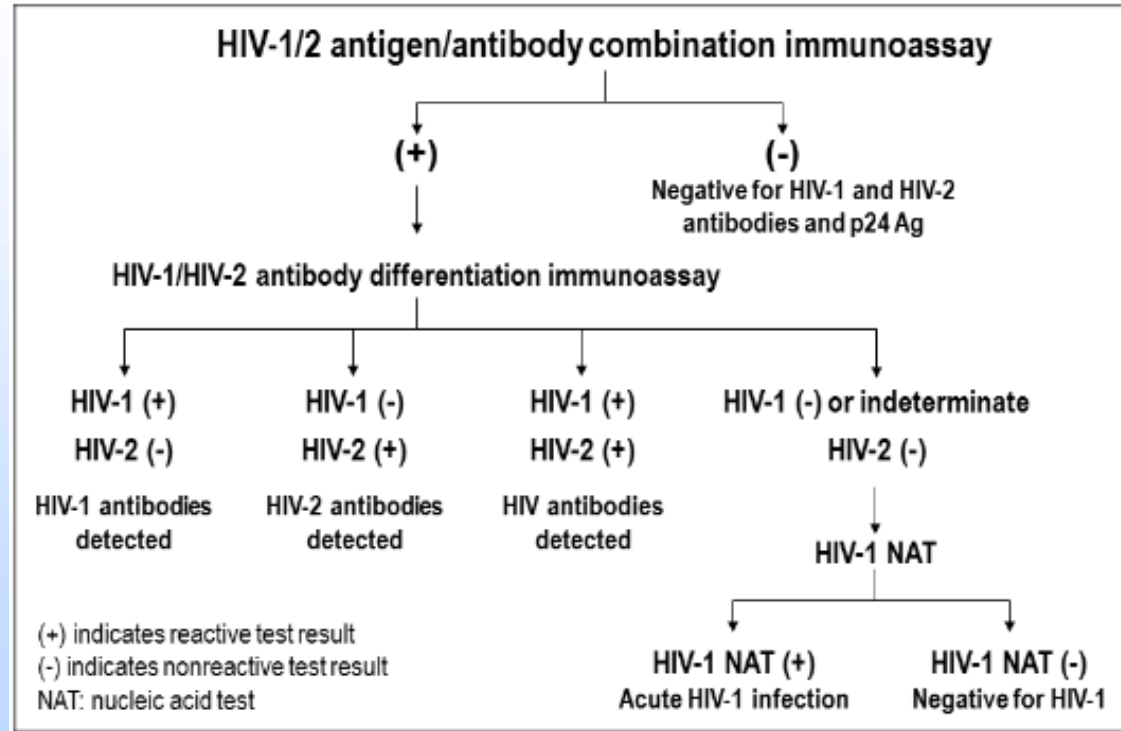 HIV-1/2 antigen/antibody combination immunoassay
(+)
(-)
Negative for HIV-1 and HIV-2
antibodies and p24 Ag
HIV-1/HIV-2 antibody differentiation immunoassay
HIV-1 (+)
HIV-2 (-)
HIV-1 antibodies
detected
HIV-1 (-)
HIV-2 (+)
HIV-2 antibodies
detected
HIV-1 (+)
HIV-2 (+)
HIV antibodies
detected
HIV-1 (-) or indeterminate
HIV-2 (-)
HIV-1 NAT
HIV-1 NAT (+)
Acute HIV-1 infection
HIV-1 NAT (-)
Negative for HIV-1
(+) indicates reactive test result
(-) indicates nonreactive test result
NAT: nucleic acid test